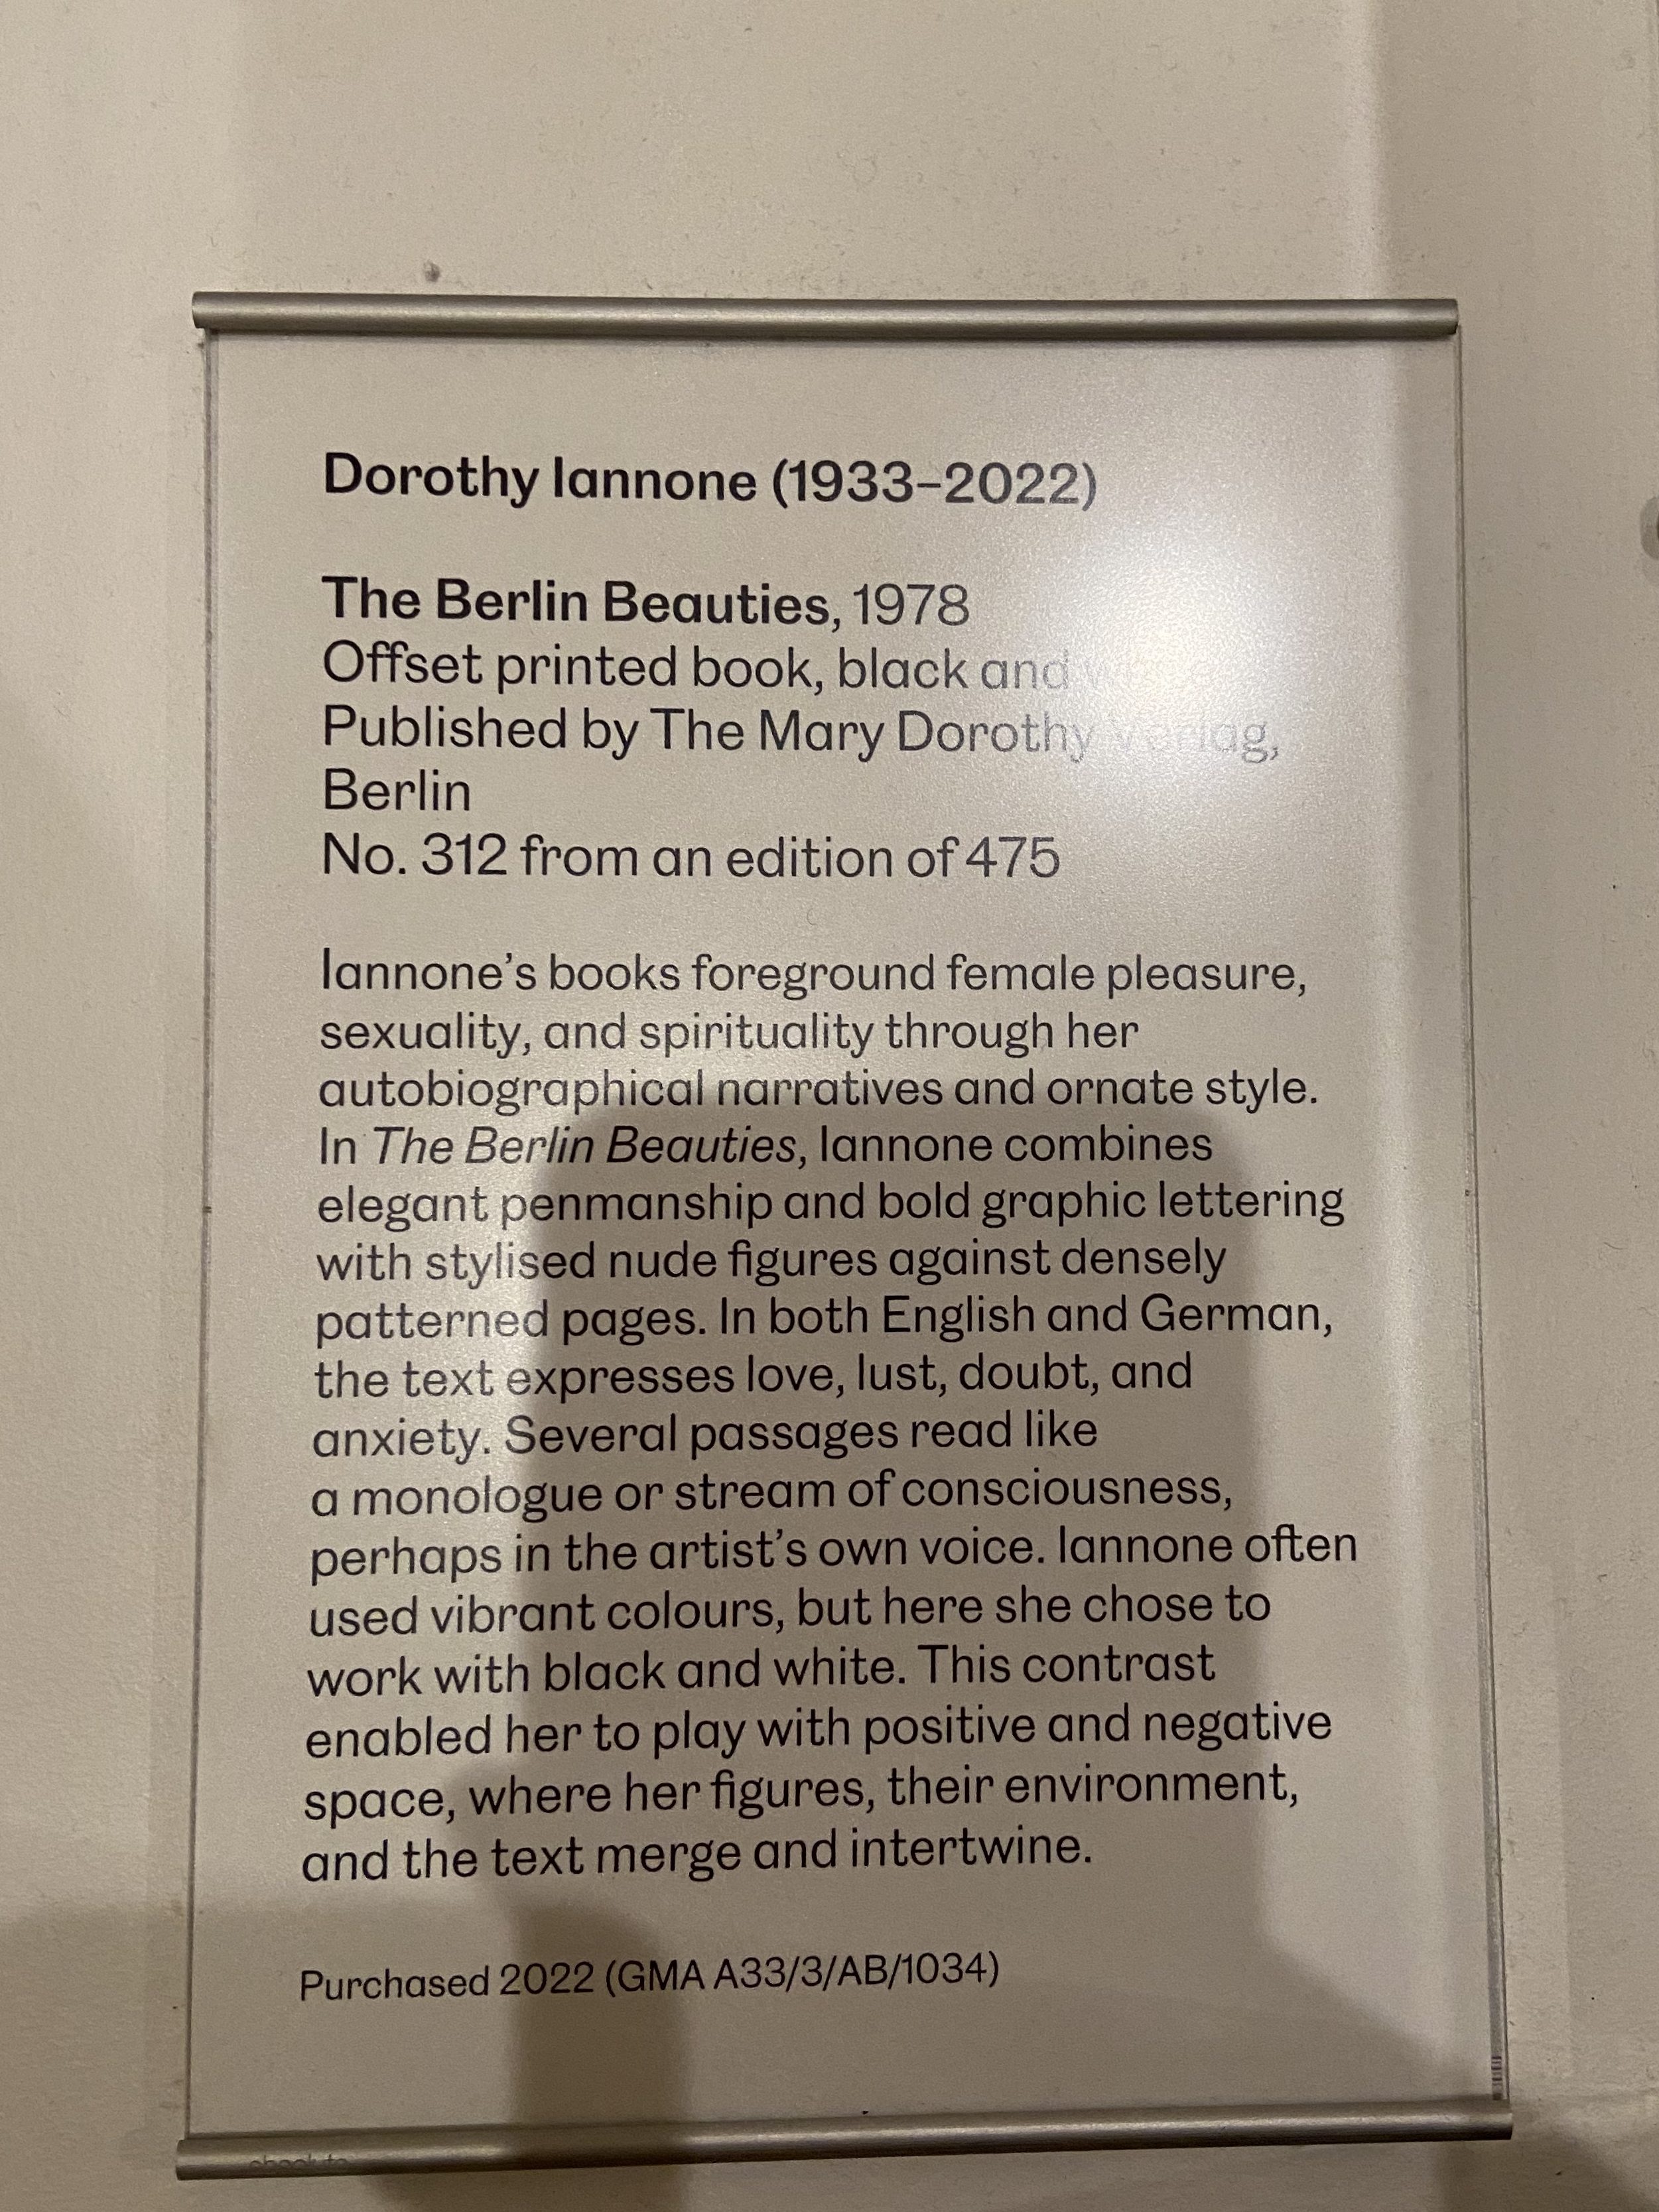 Dorothy Iannone (1933–2022)
The Berlin Beauties, 1978
Offset printed book, black and white
Published by The Mary Dorothy Verlag,
Berlin
No. 312 from an edition of 475
Iannone’s books foreground female pleasure,
sexuality, and spirituality through her
autobiographical narratives and ornate style.
In The Berlin Beauties, Iannone combines
elegant penmanship and bold graphic lettering
with stylised nude figures against densely
patterned pages. In both English and German,
the text expresses love, lust, doubt, and
anxiety. Several passages read like
a monologue or stream of consciousness,
perhaps in the artist’s own voice. Iannone often
used vibrant colours, but here she chose to
work with black and white. This contrast
enabled her to play with positive and negative
space, where her figures, their environment,
and the text merge and intertwine.
Purchased 2022 (GMA A33/3/AB/1034)